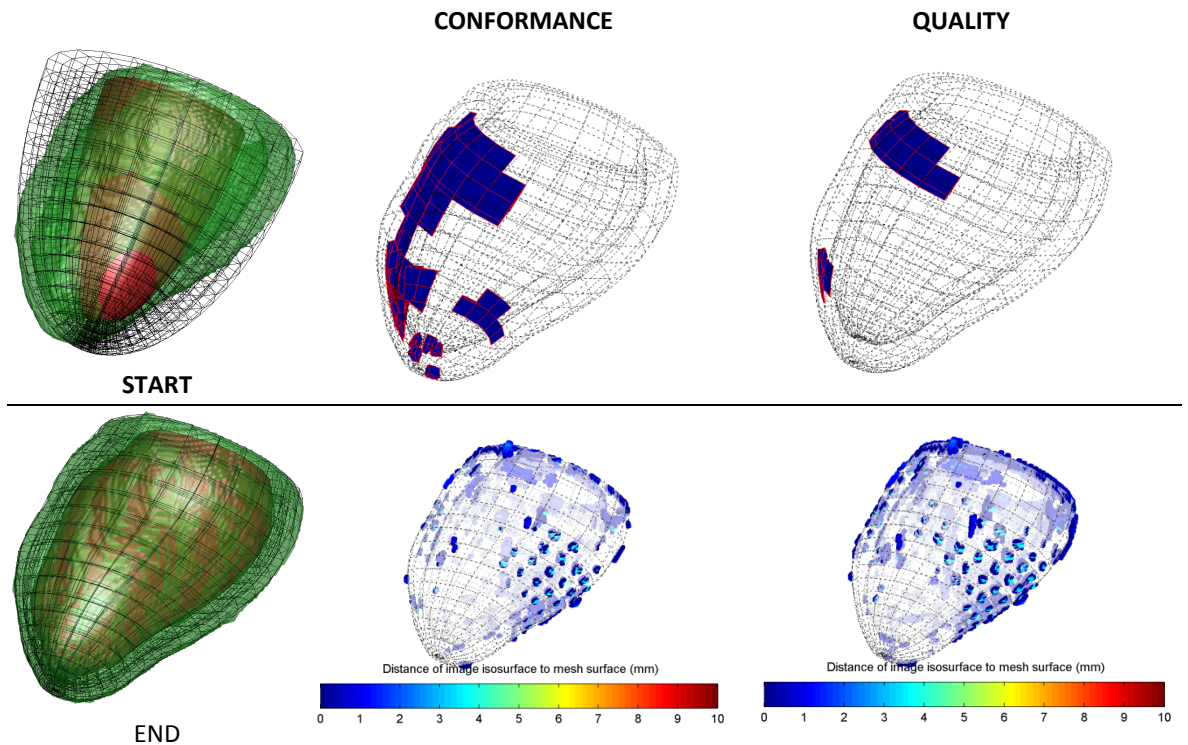 CONFORMANCE
QUALITY
START
Distance of image isosurface to mesh surface (mm)
0 1 2 3 4 5 6 7 8 9 10
Distance of image isosurface to mesh surface (mm)
0 1 2 3 4 5 6 7 8 9 10
END